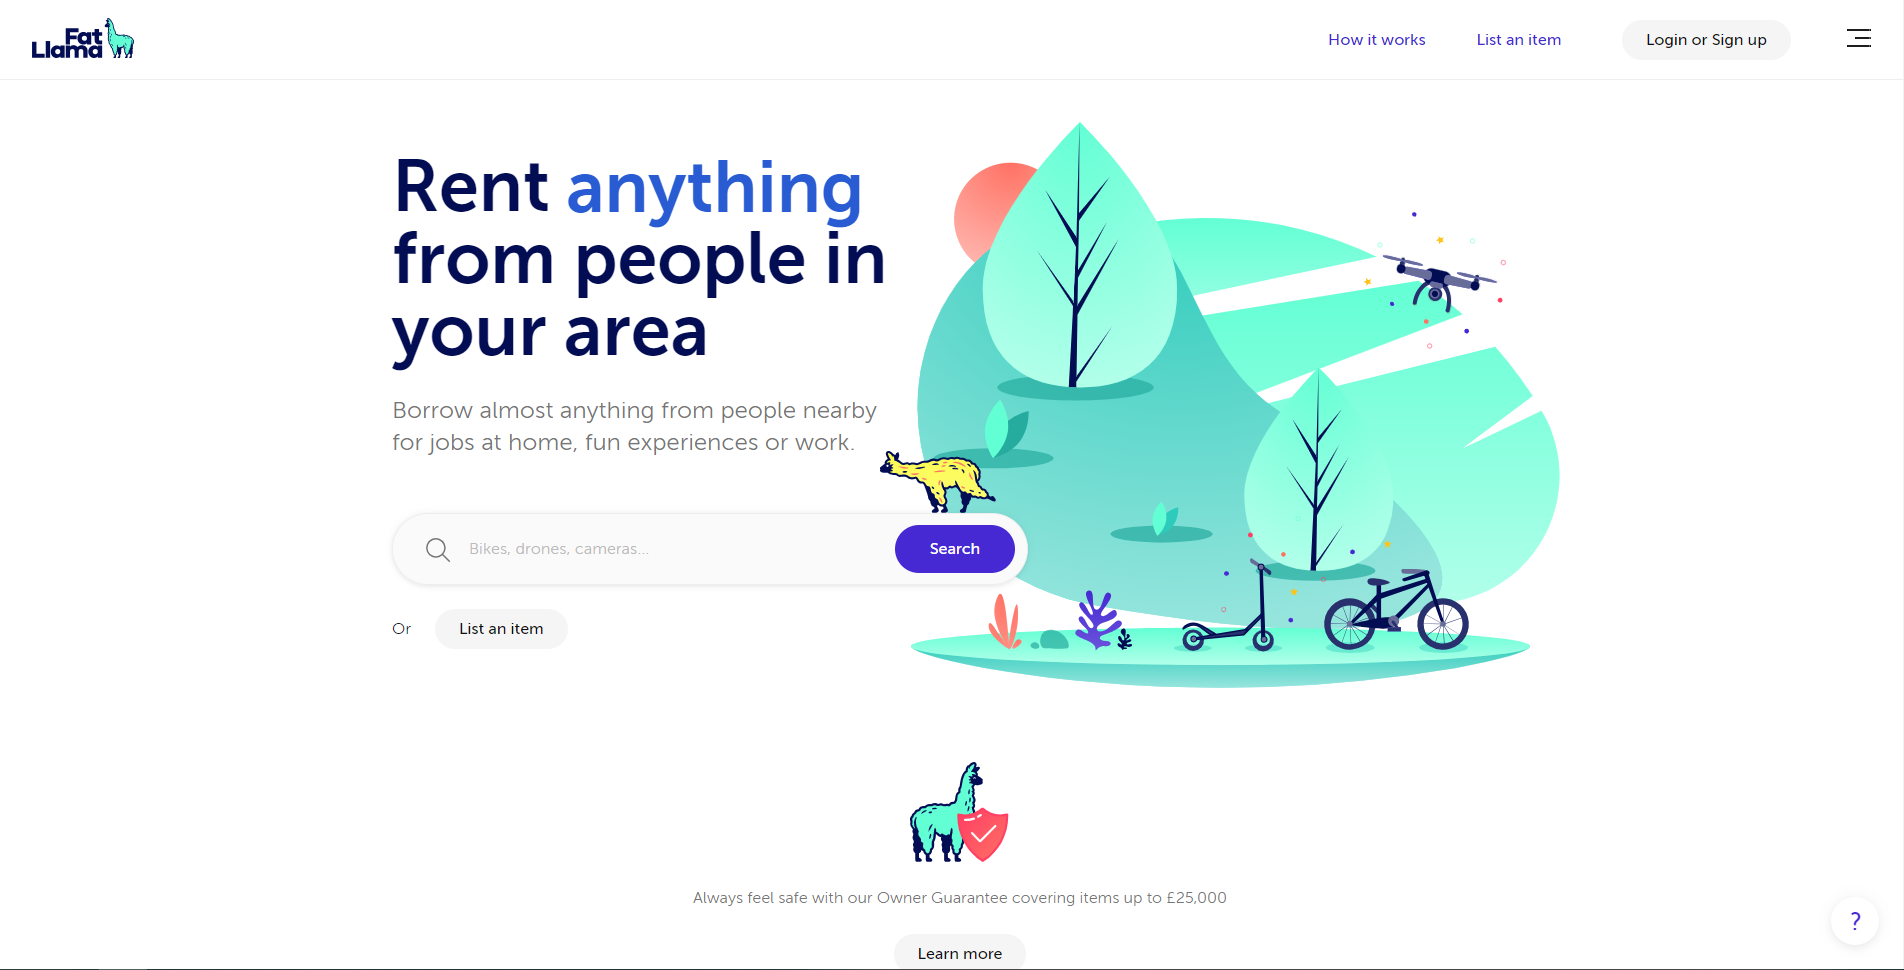 Fat
Llama
How it works
List an item
Login or Sign up
Rent anything
from people in
your area
Borrow almost anything from people nearby
for jobs at home, fun experiences or work.
Bikes, drones, cameras...
Search
Or
List an item
Always feel safe with our Owner Guarantee covering items up to £25,000
Learn more
?